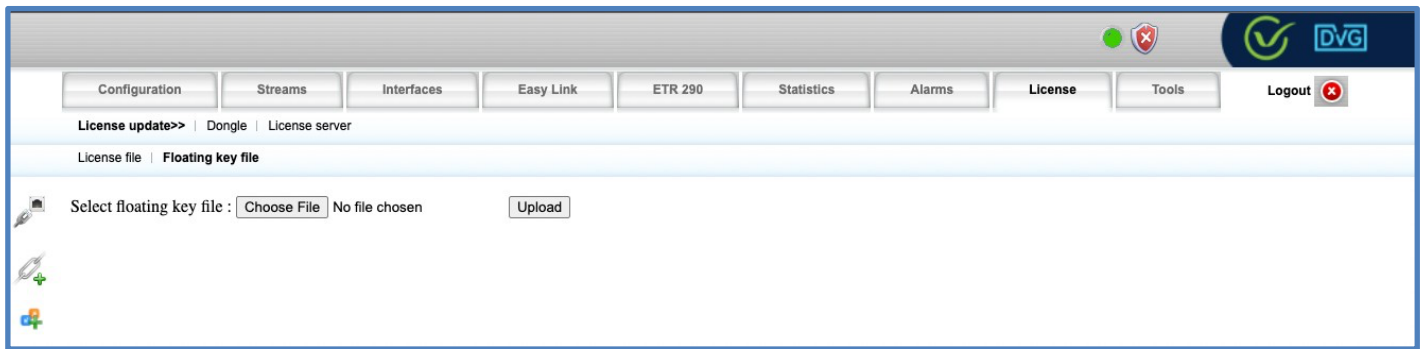 DVG
Configuration Streams Interfaces Easy Link ETR 290 Statistics Alarms License Tools Logout
License update>> | Dongle | License server
License file | Floating key file
Select floating key file : Choose File No file chosen Upload